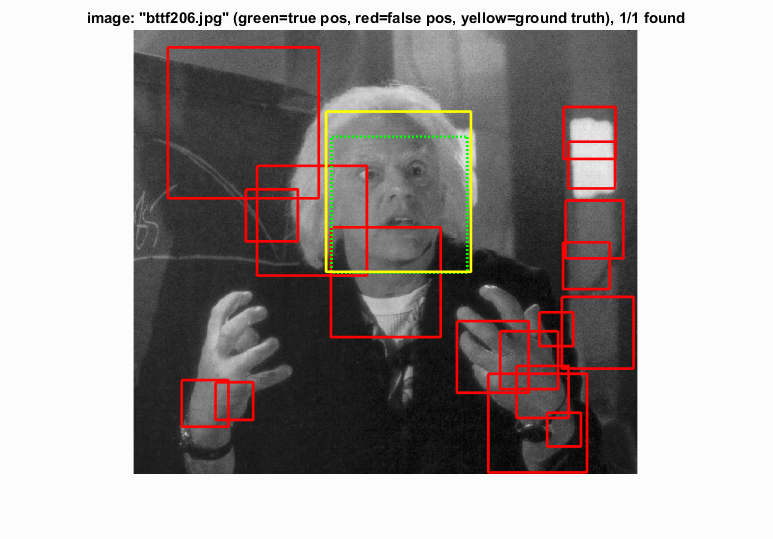 image: "bttf206.jpg" (green=true pos, red=false pos, yellow=ground truth), 1/1 found